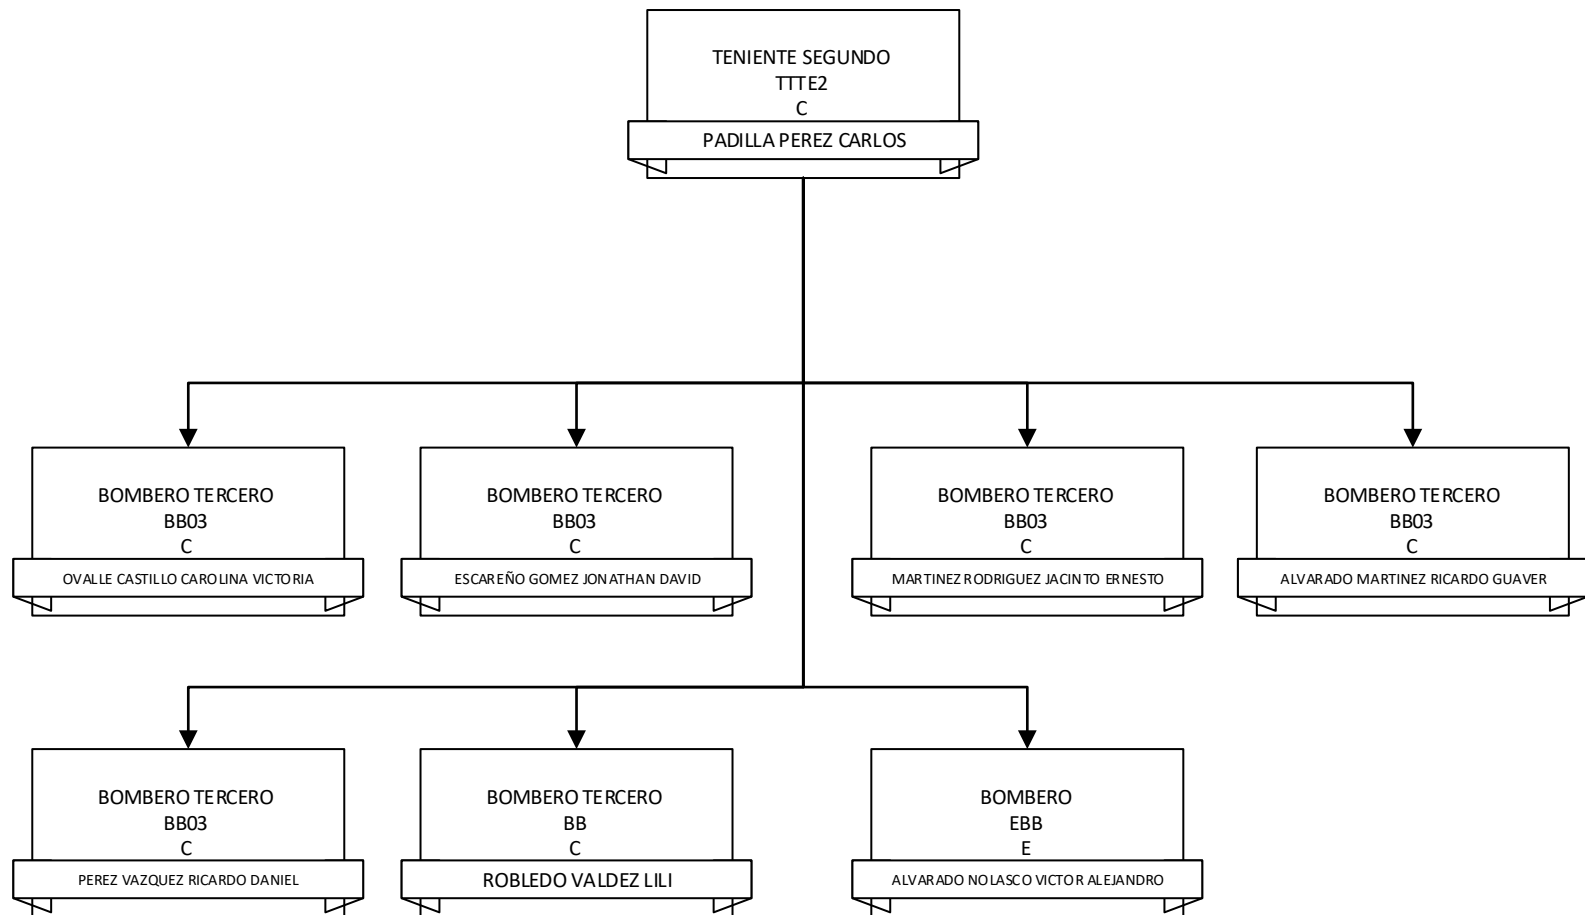 TENIENTE SEGUNDO
TTTE2
C
PADILLA PEREZ CARLOS
BOMBERO TERCERO
BB03
C
OVALLE CASTILLO CAROLINA VICTORIA
BOMBERO TERCERO
BB03
C
ESCAREÑO GOMEZ JONATHAN DAVID
BOMBERO TERCERO
BB03
C
MARTINEZ RODRIGUEZ JACINTO ERNESTO
BOMBERO TERCERO
BB03
C
ALVARADO MARTINEZ RICARDO GUAVER
BOMBERO TERCERO
BB03
C
PEREZ VAZQUEZ RICARDO DANIEL
BOMBERO TERCERO
BB
C
ROBLEDO VALDEZ LILI
BOMBERO
EBB
E
ALVARADO NOLASCO VICTOR ALEJANDRO